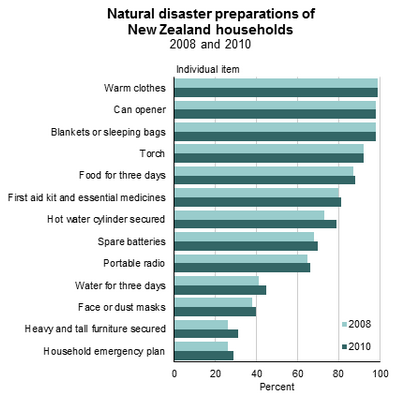 Natural disaster preparations of
New Zealand households
2008 and 2010
Individual item
Warm clothes
Can opener
Blankets or sleeping bags
Torch
Food for three days
First aid kit and essential medicines
Hot water cylinder secured
Spare batteries
Portable radio
Water for three days
Face or dust masks
Heavy and tall furniture secured
Household emergency plan
2008
2010
0 20 40 60 80 100
Percent